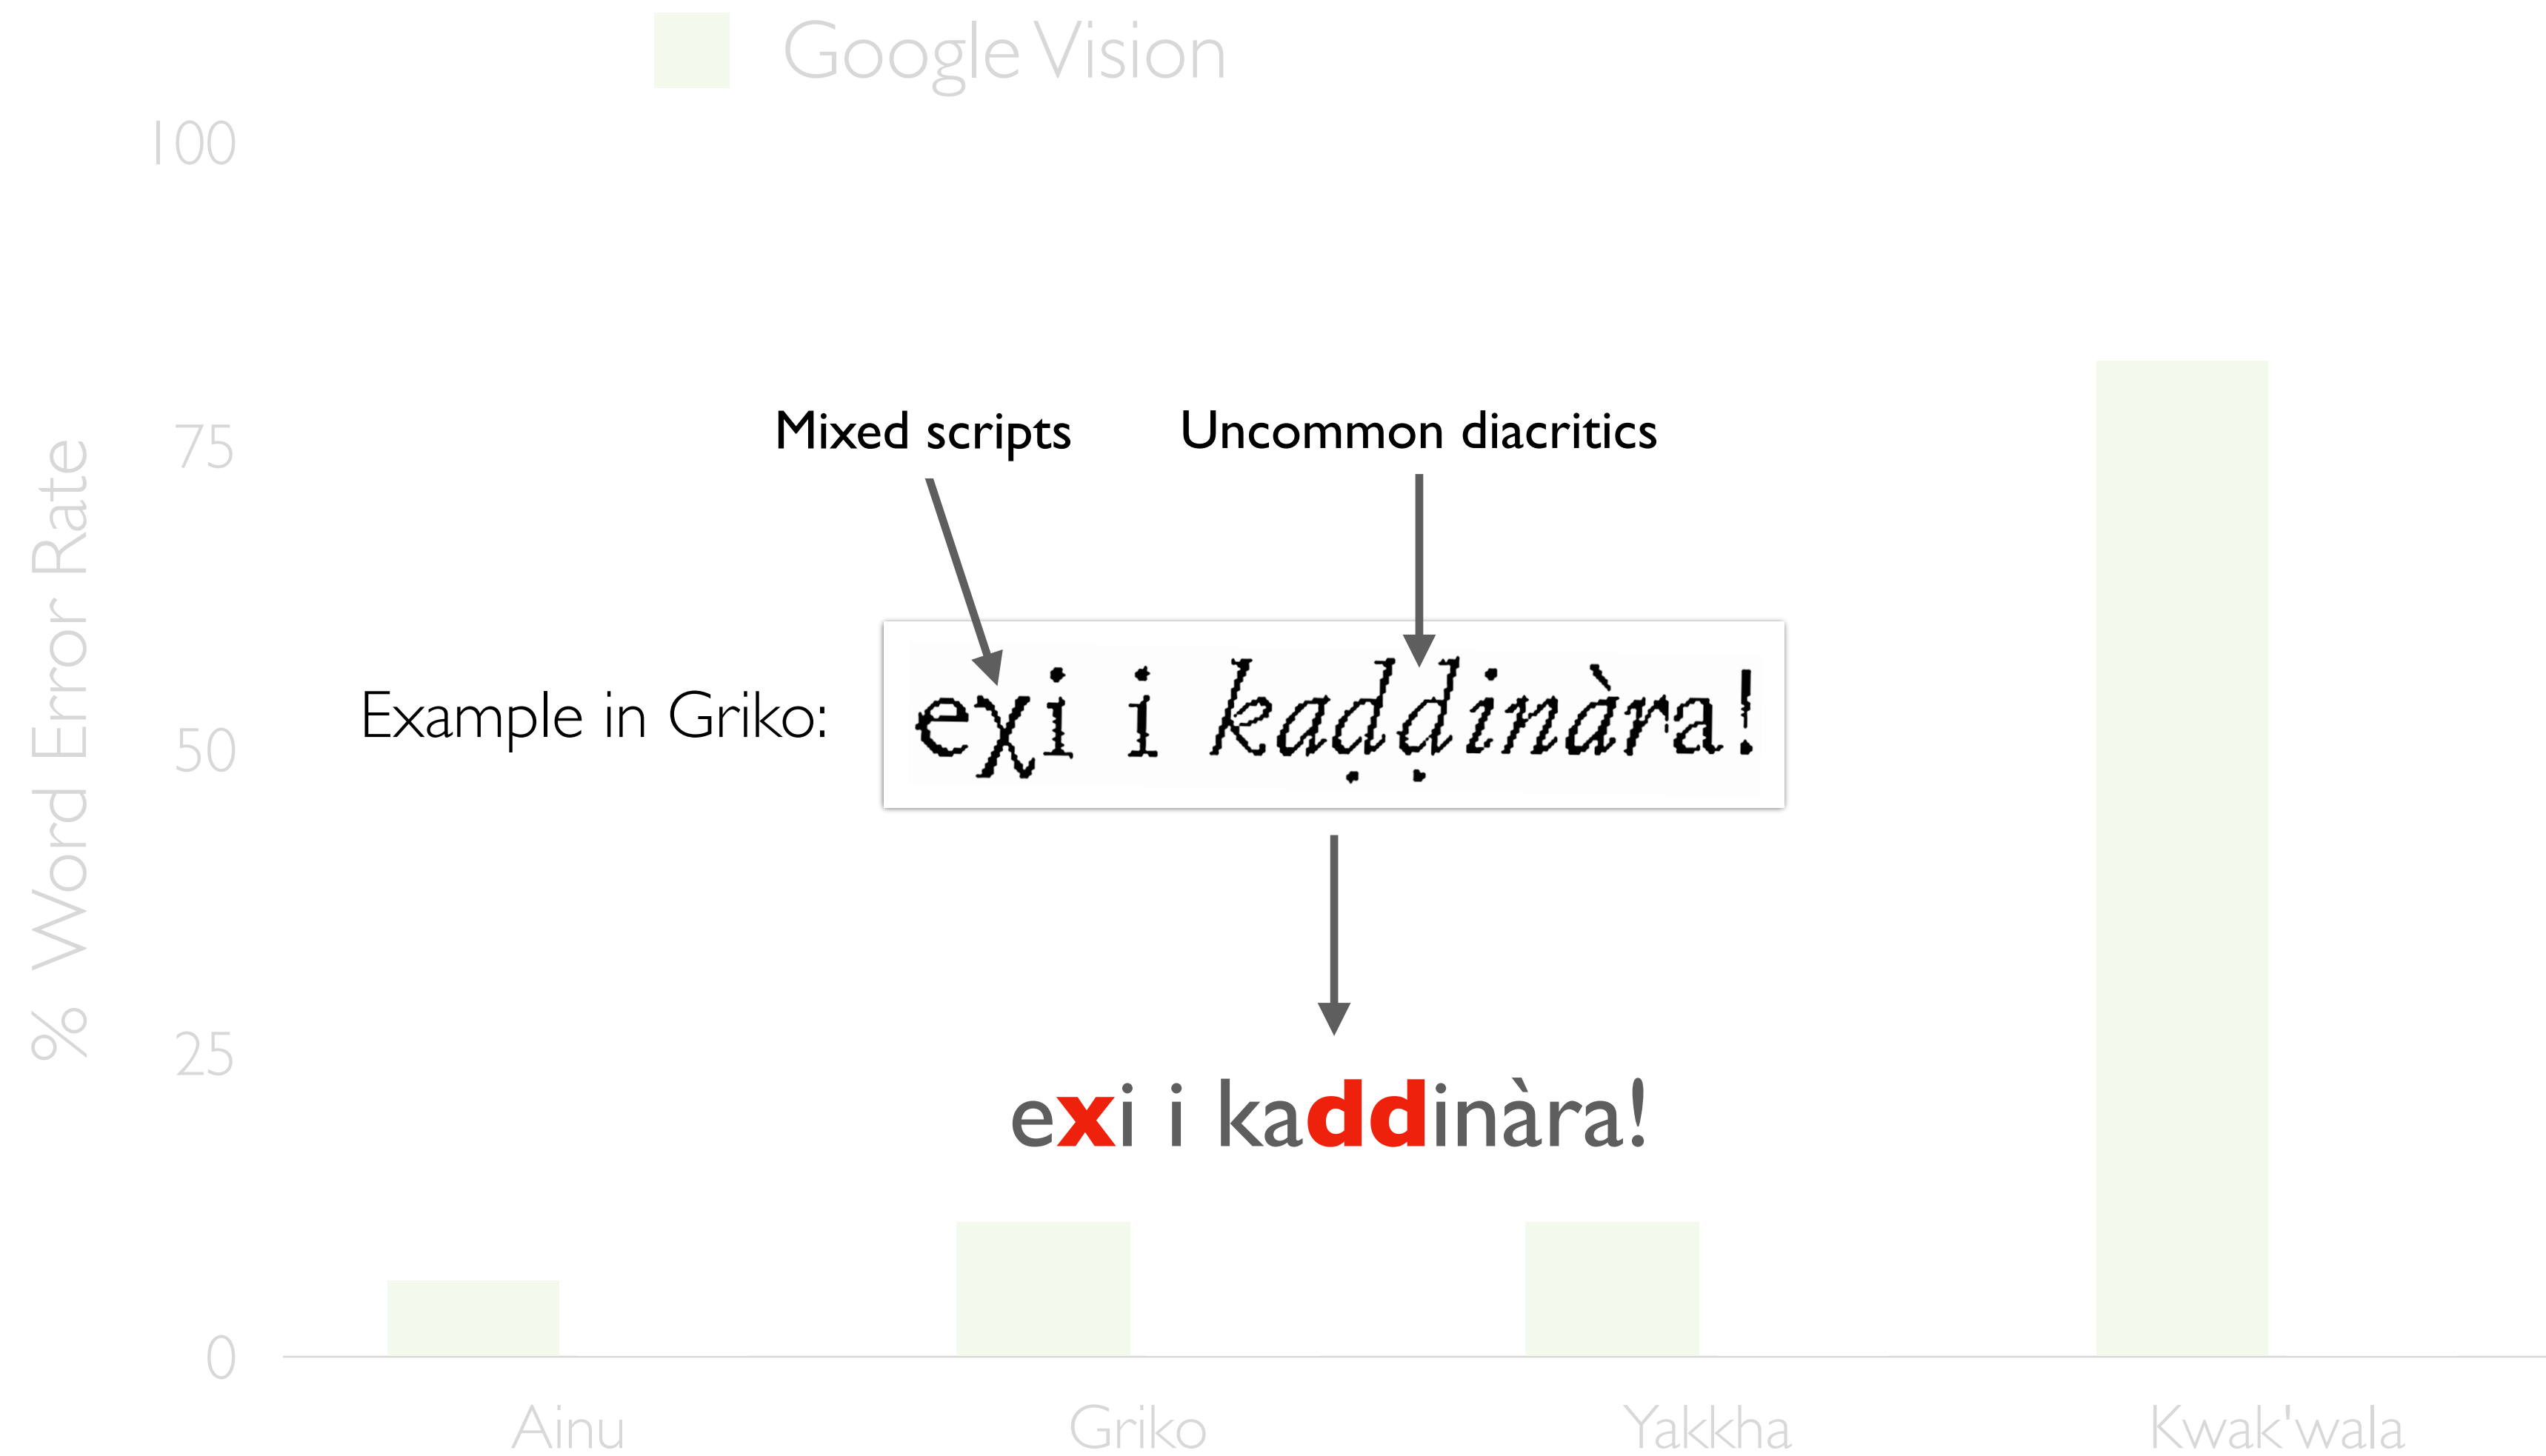 Google Vision
100
75
50
25
0
% Word Error Rate
Mixed scripts
Uncommon diacritics
Example in Griko:
eχi i kaḍḍinàra!
exi i kaddinàra!
Ainu
Griko
Yakkha
Kwak'wala